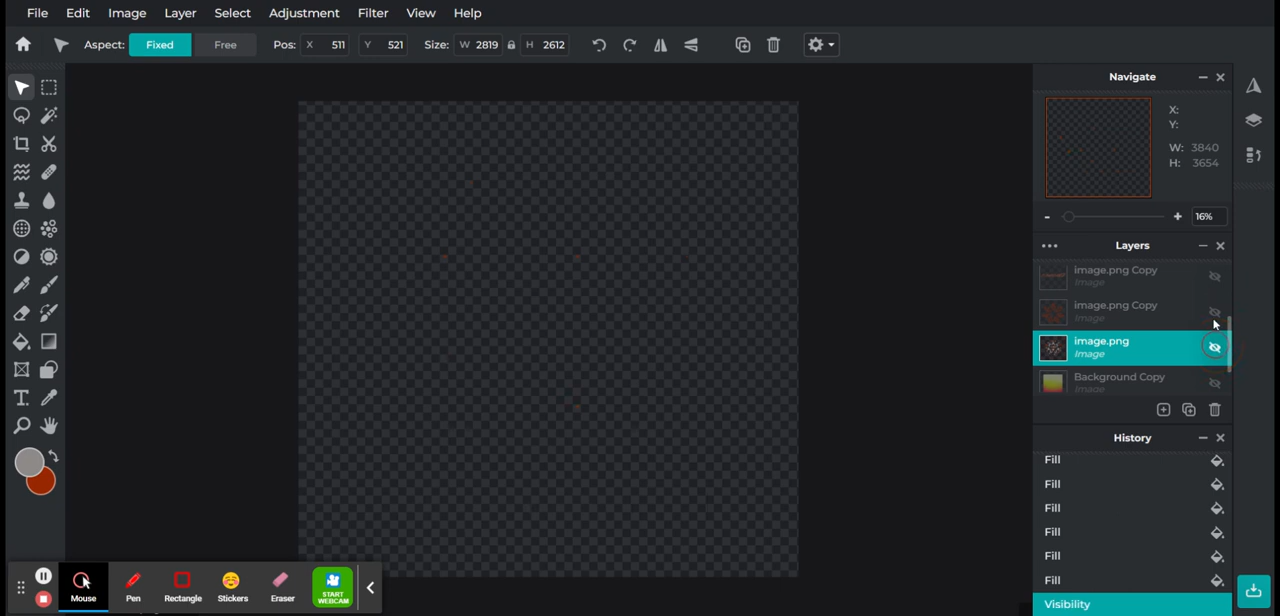 File Edit Image Layer Select Adjustment Filter View Help
Aspect: Fixed Free Pos: X 511 Y 521 Size: W 2819 H 2612
Navigate
X:
Y:
W: 3840
H: 3654
- + 16%
Layers
image.png Copy
Image
image.png Copy
Image
image.png
Image
Background Copy
Image
History
Fill
Fill
Fill
Fill
Fill
Fill
Visibility
T
START
WEBCAM
Mouse Pen Rectangle Stickers Eraser